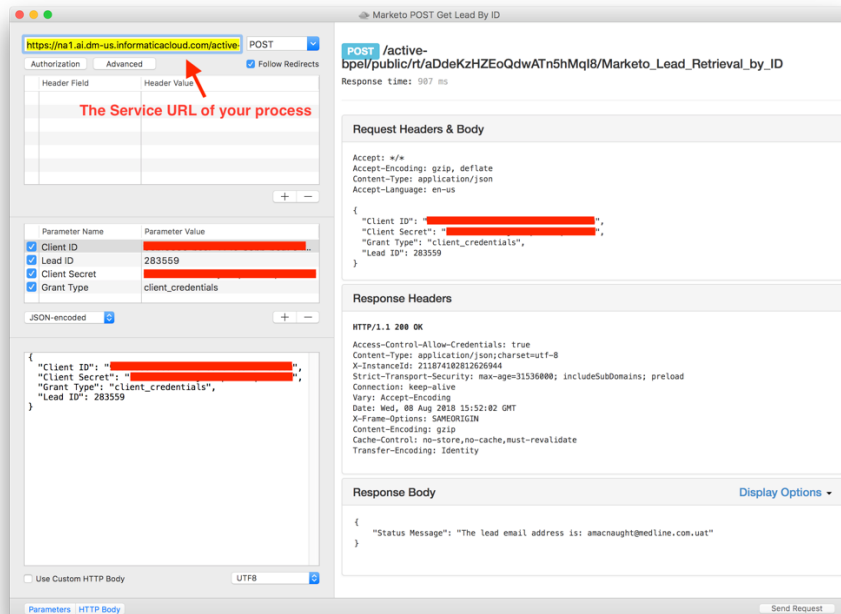 Marketo POST Get Lead By ID
https://na1.ai.dm-us.informaticacloud.com/active-
POST
Authorization
Advanced
Follow Redirects
Header Field
Header Value
The Service URL of your process
+ −
Parameter Name
Parameter Value
Client ID
Lead ID
283559
Client Secret
Grant Type
client_credentials
JSON-encoded
+ −
{
"Client ID": "
",
"Client Secret": "
",
"Grant Type": "client_credentials",
"Lead ID": 283559
}
Use Custom HTTP Body
UTF8
Parameters
HTTP Body
POST /active-
bpel/public/rt/aDdeKzHZEoQdwATn5hMqI8/Marketo_Lead_Retrieval_by_ID
Response time: 907 ms
Request Headers & Body
Accept: */*
Accept-Encoding: gzip, deflate
Content-Type: application/json
Accept-Language: en-us
{
"Client ID": "
",
"Client Secret": "
",
"Grant Type": "client_credentials",
"Lead ID": 283559
}
Response Headers
HTTP/1.1 200 OK
Access-Control-Allow-Credentials: true
Content-Type: application/json;charset=utf-8
X-InstanceId: 211874102812626944
Strict-Transport-Security: max-age=31536000; includeSubDomains; preload
Connection: keep-alive
Vary: Accept-Encoding
Date: Wed, 08 Aug 2018 15:52:02 GMT
X-Frame-Options: SAMEORIGIN
Content-Encoding: gzip
Cache-Control: no-store,no-cache,must-revalidate
Transfer-Encoding: Identity
Response Body
Display Options
{
"Status Message": "The lead email address is: amacnaught@medline.com.uat"
}
Send Request